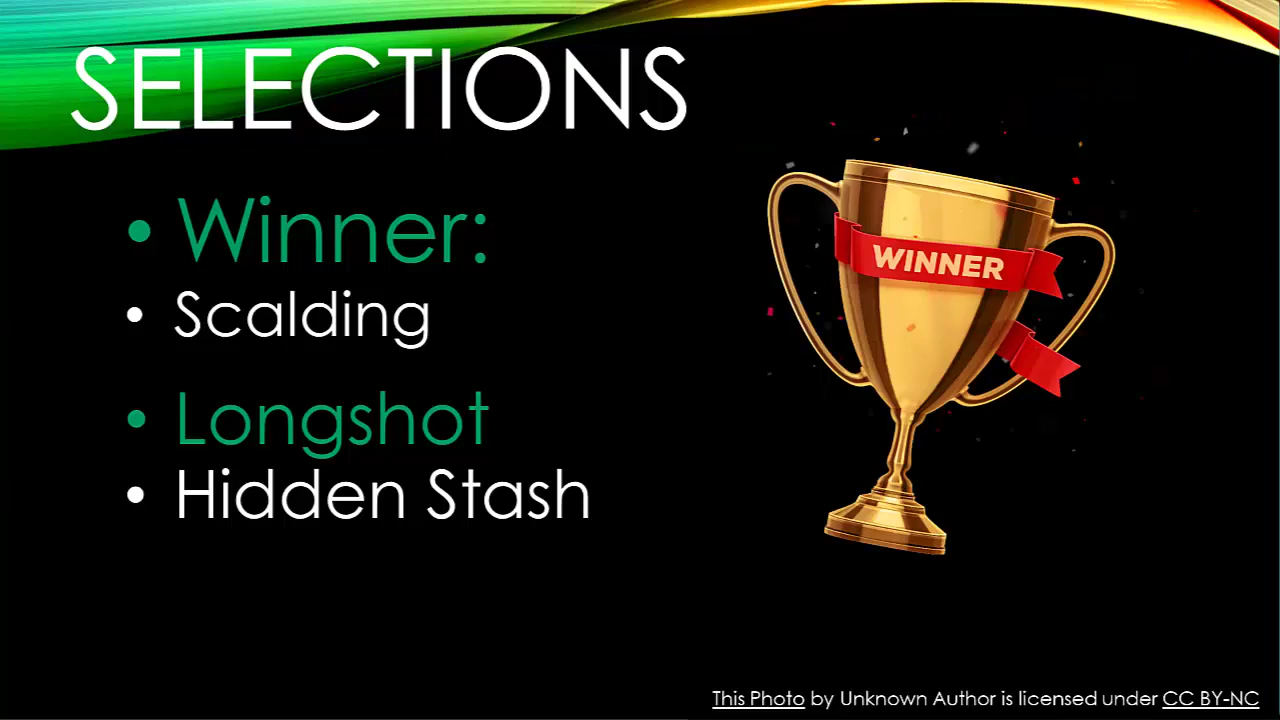 SELECTIONS
• Winner:
• Scalding
• Longshot
• Hidden Stash
WINNER
This Photo by Unknown Author is licensed under CC BY-NC